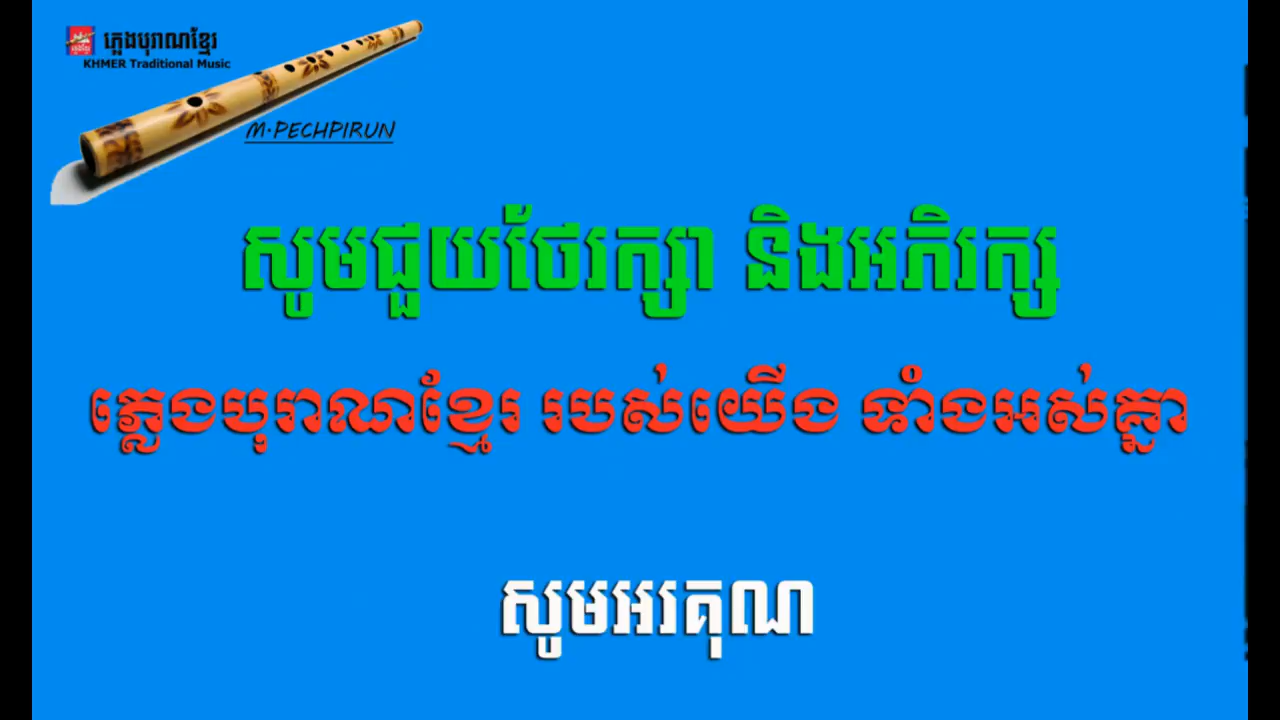 ភ្លេងបុរាណខ្មែរ
KHMER Traditional Music
M.PECHPIRUN
សូមជួយថែរក្សា និងអភិរក្ស
ភ្លេងបុរាណខ្មែរ របស់យើង ទាំងអស់គ្នា
សូមអរគុណ